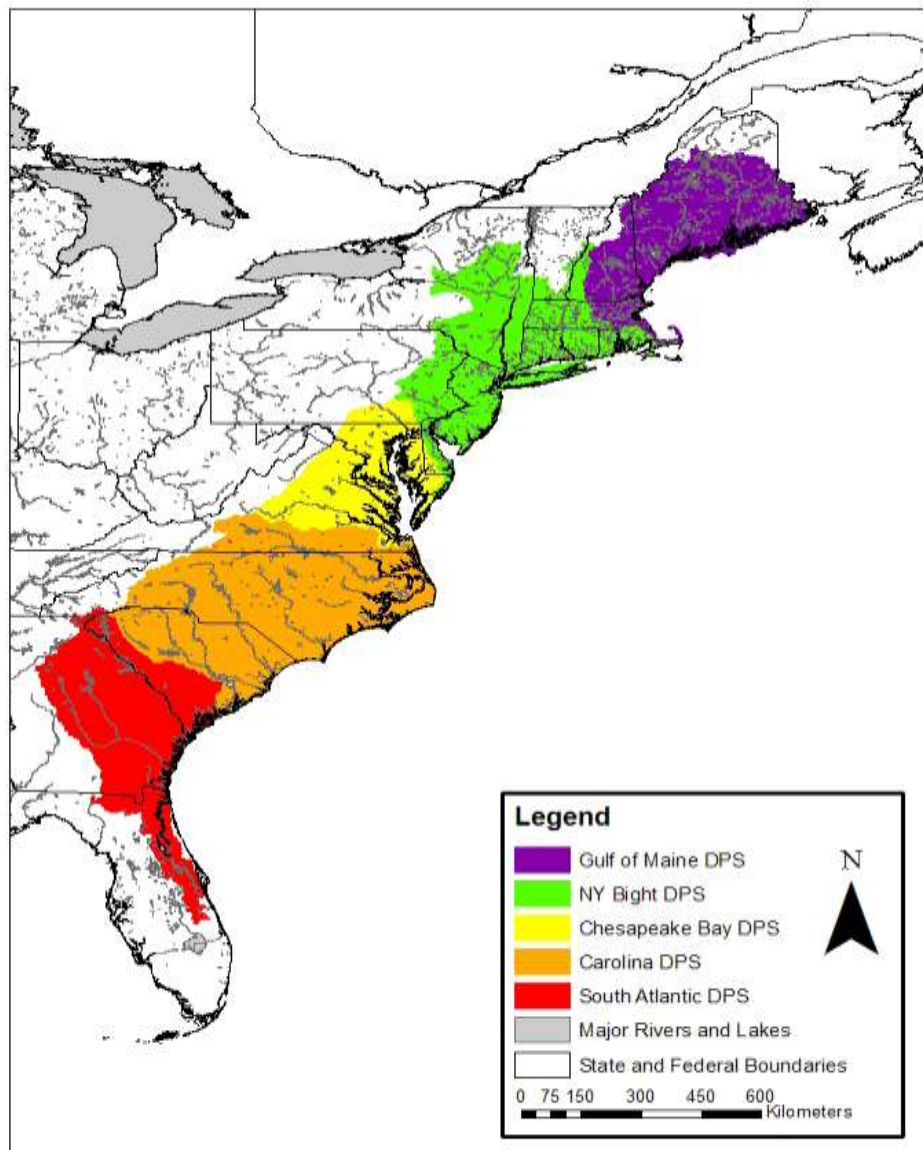 Legend
Gulf of Maine DPS
NY Bight DPS
Chesapeake Bay DPS
Carolina DPS
South Atlantic DPS
Major Rivers and Lakes
State and Federal Boundaries
N
0 75 150 300 450 600
Kilometers